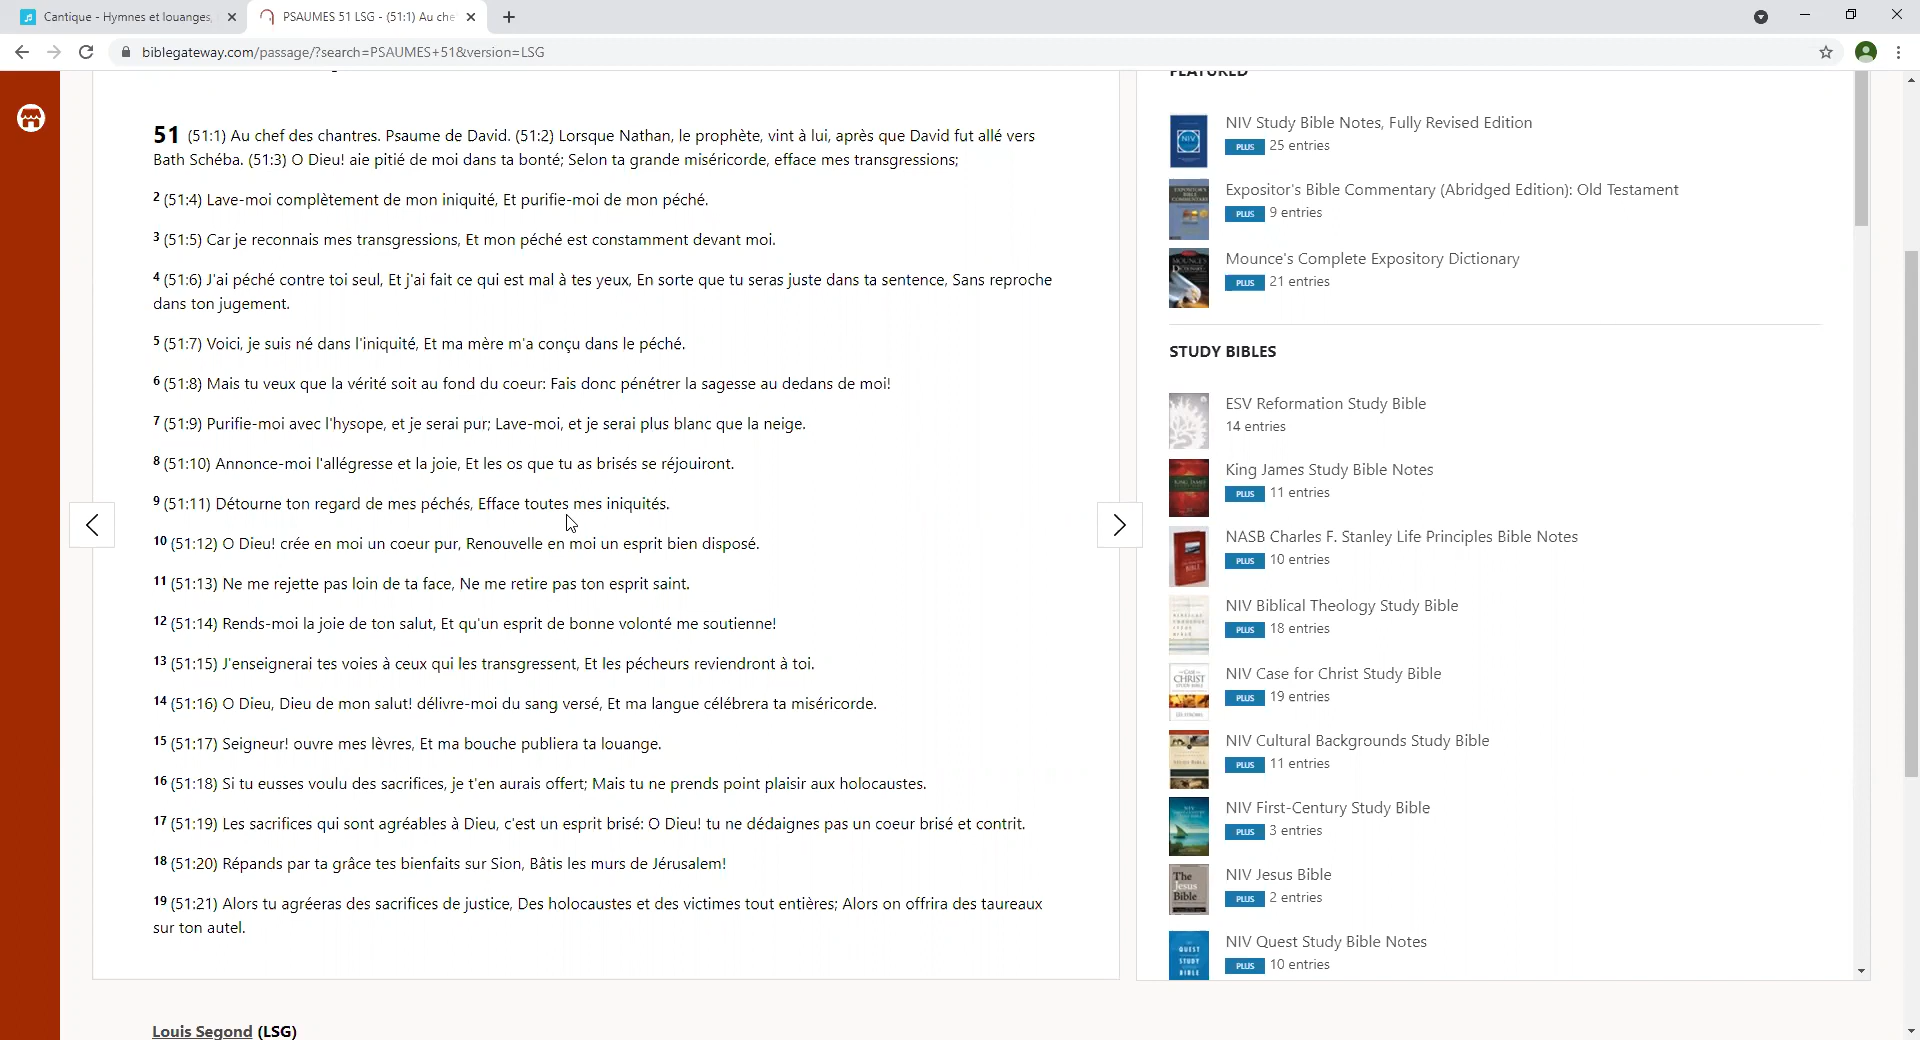 Cantique - Hymnes et louanges,
PSAUMES 51 LSG - (51:1) Au che
biblegateway.com/passage/?search=PSAUMES+51&version=LSG
51 (51:1) Au chef des chantres. Psaume de David. (51:2) Lorsque Nathan, le prophète, vint à lui, après que David fut allé vers
Bath Schéba. (51:3) O Dieu! aie pitié de moi dans ta bonté; Selon ta grande miséricorde, efface mes transgressions;
2 (51:4) Lave-moi complètement de mon iniquité, Et purifie-moi de mon péché.
3 (51:5) Car je reconnais mes transgressions, Et mon péché est constamment devant moi.
4 (51:6) J'ai péché contre toi seul, Et j'ai fait ce qui est mal à tes yeux, En sorte que tu seras juste dans ta sentence, Sans reproche
dans ton jugement.
5 (51:7) Voici, je suis né dans l'iniquité, Et ma mère m'a conçu dans le péché.
6 (51:8) Mais tu veux que la vérité soit au fond du coeur: Fais donc pénétrer la sagesse au dedans de moi!
7 (51:9) Purifie-moi avec l'hysope, et je serai pur; Lave-moi, et je serai plus blanc que la neige.
8 (51:10) Annonce-moi l'allégresse et la joie, Et les os que tu as brisés se réjouiront.
9 (51:11) Détourne ton regard de mes péchés, Efface toutes mes iniquités.
10 (51:12) O Dieu! crée en moi un coeur pur, Renouvelle en moi un esprit bien disposé.
11 (51:13) Ne me rejette pas loin de ta face, Ne me retire pas ton esprit saint.
12 (51:14) Rends-moi la joie de ton salut, Et qu'un esprit de bonne volonté me soutienne!
13 (51:15) J'enseignerai tes voies à ceux qui les transgressent, Et les pécheurs reviendront à toi.
14 (51:16) O Dieu, Dieu de mon salut! délivre-moi du sang versé, Et ma langue célébrera ta miséricorde.
15 (51:17) Seigneur! ouvre mes lèvres, Et ma bouche publiera ta louange.
16 (51:18) Si tu eusses voulu des sacrifices, je t'en aurais offert; Mais tu ne prends point plaisir aux holocaustes.
17 (51:19) Les sacrifices qui sont agréables à Dieu, c'est un esprit brisé: O Dieu! tu ne dédaignes pas un coeur brisé et contrit.
18 (51:20) Répands par ta grâce tes bienfaits sur Sion, Bâtis les murs de Jérusalem!
19 (51:21) Alors tu agréeras des sacrifices de justice, Des holocaustes et des victimes tout entières; Alors on offrira des taureaux
sur ton autel.
Louis Segond (LSG)
FEATURED
NIV Study Bible Notes, Fully Revised Edition
PLUS 25 entries
Expositor's Bible Commentary (Abridged Edition): Old Testament
PLUS 9 entries
Mounce's Complete Expository Dictionary
PLUS 21 entries
STUDY BIBLES
ESV Reformation Study Bible
14 entries
King James Study Bible Notes
PLUS 11 entries
NASB Charles F. Stanley Life Principles Bible Notes
PLUS 10 entries
NIV Biblical Theology Study Bible
PLUS 18 entries
NIV Case for Christ Study Bible
PLUS 19 entries
NIV Cultural Backgrounds Study Bible
PLUS 11 entries
NIV First-Century Study Bible
PLUS 3 entries
The Jesus Bible
NIV Jesus Bible
PLUS 2 entries
QUEST STUDY BIBLE
NIV Quest Study Bible Notes
PLUS 10 entries